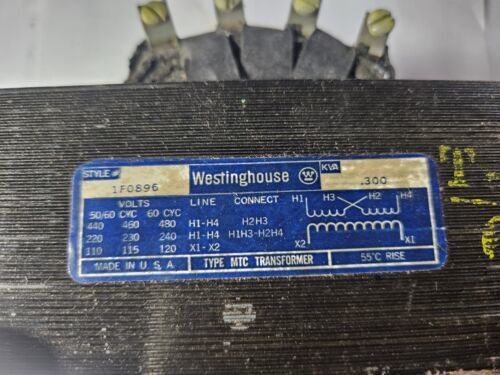 STYLE#
1F0896
Westinghouse W
KVA
.300
VOLTS LINE CONNECT
50/60 CYC 60 CYC
440 460 480 H1-H4 H2H3
220 230 240 H1-H4 H1H3-H2H4
110 115 120 X1-X2
H1 H3 H2 H4
X2 X1
MADE IN U.S.A. TYPE MTC TRANSFORMER 55°C RISE